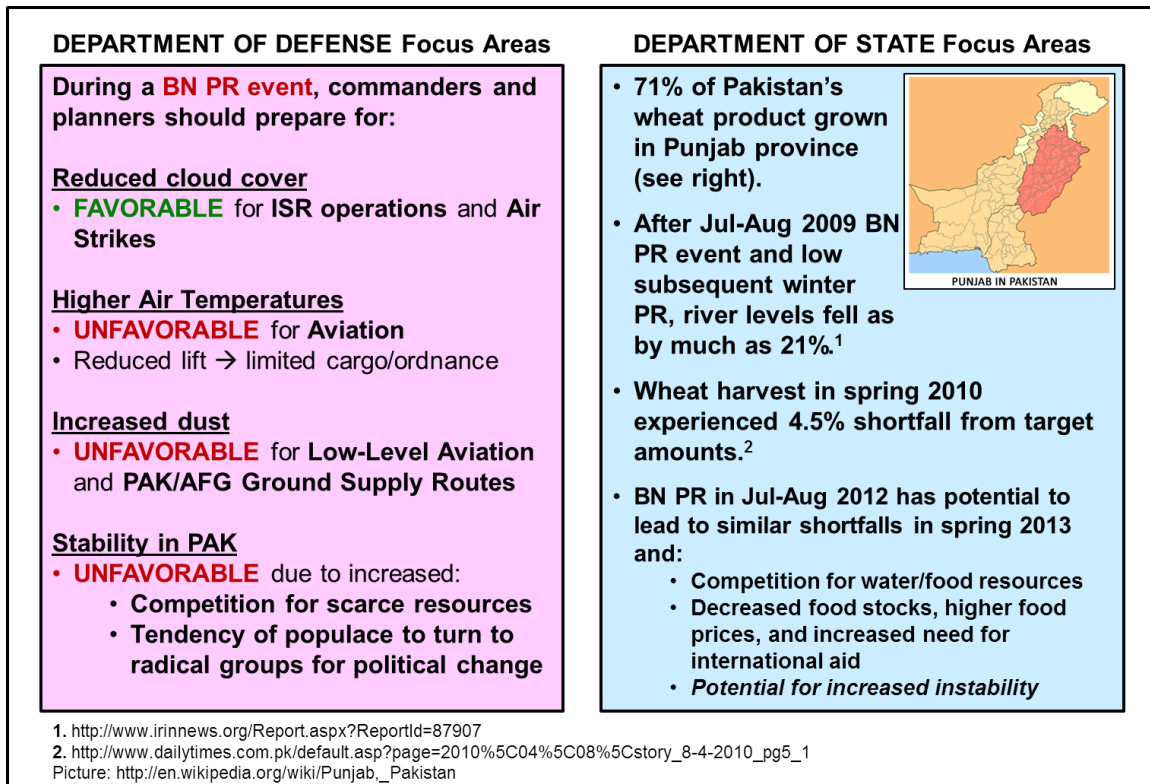 DEPARTMENT OF DEFENSE Focus Areas
During a BN PR event, commanders and
planners should prepare for:
Reduced cloud cover
• FAVORABLE for ISR operations and Air
Strikes
Higher Air Temperatures
• UNFAVORABLE for Aviation
• Reduced lift → limited cargo/ordnance
Increased dust
• UNFAVORABLE for Low-Level Aviation
and PAK/AFG Ground Supply Routes
Stability in PAK
• UNFAVORABLE due to increased:
• Competition for scarce resources
• Tendency of populace to turn to
radical groups for political change
DEPARTMENT OF STATE Focus Areas
• 71% of Pakistan's
wheat product grown
in Punjab province
(see right).
• After Jul-Aug 2009 BN
PR event and low
subsequent winter
PR, river levels fell as
by much as 21%.1
• Wheat harvest in spring 2010
experienced 4.5% shortfall from target
amounts.2
• BN PR in Jul-Aug 2012 has potential to
lead to similar shortfalls in spring 2013
and:
• Competition for water/food resources
• Decreased food stocks, higher food
prices, and increased need for
international aid
• Potential for increased instability
PUNJAB IN PAKISTAN
1. http://www.irinnews.org/Report.aspx?ReportId=87907
2. http://www.dailytimes.com.pk/default.asp?page=2010%5C04%5C08%5Cstory_8-4-2010_pg5_1
Picture: http://en.wikipedia.org/wiki/Punjab,_Pakistan